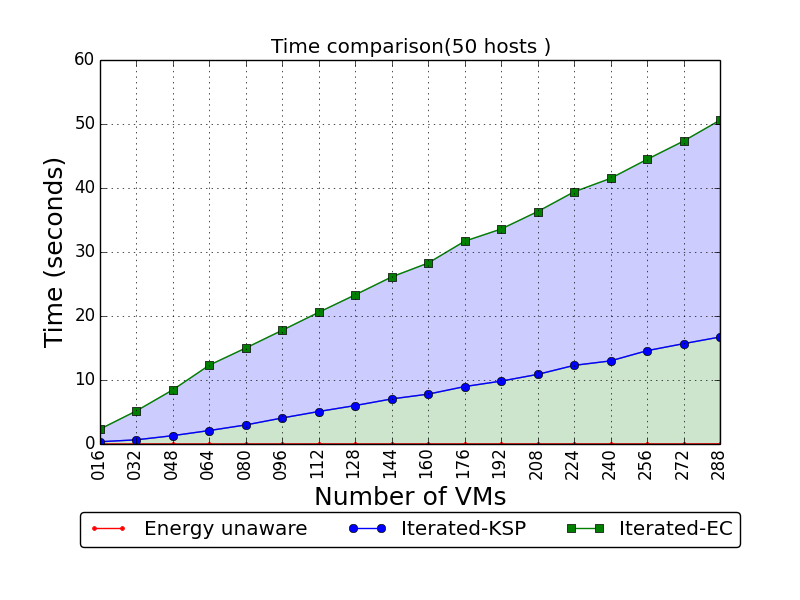 Time comparison(50 hosts )
60
50
40
30
20
10
0
Time (seconds)
016 032 048 064 080 096 112 128 144 160 176 192 208 224 240 256 272 288
Number of VMs
Energy unaware Iterated-KSP Iterated-EC